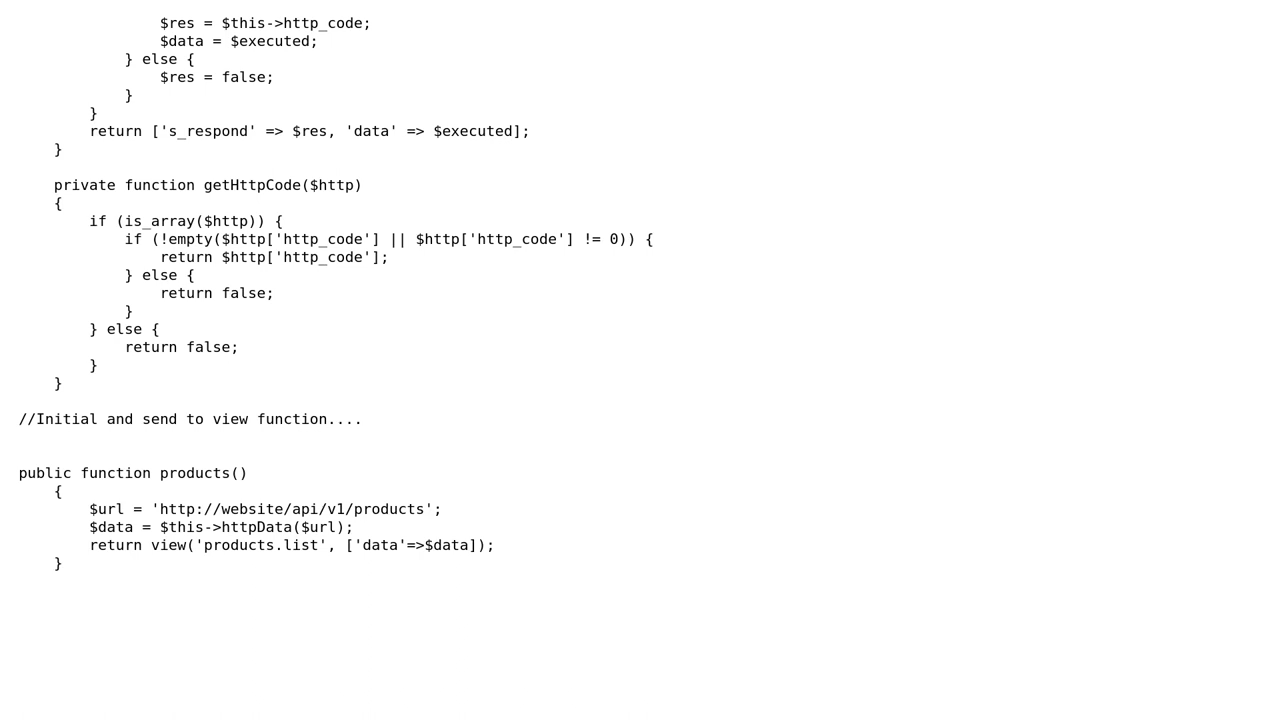 $res = $this->http_code;
                $data = $executed;
            } else {
                $res = false;
            }
        }
        return ['s_respond' => $res, 'data' => $executed];
    }

    private function getHttpCode($http)
    {
        if (is_array($http)) {
            if (!empty($http['http_code'] || $http['http_code'] != 0)) {
                return $http['http_code'];
            } else {
                return false;
            }
        } else {
            return false;
        }
    }

//Initial and send to view function....


public function products()
    {
        $url = 'http://website/api/v1/products';
        $data = $this->httpData($url);
        return view('products.list', ['data'=>$data]);
    }